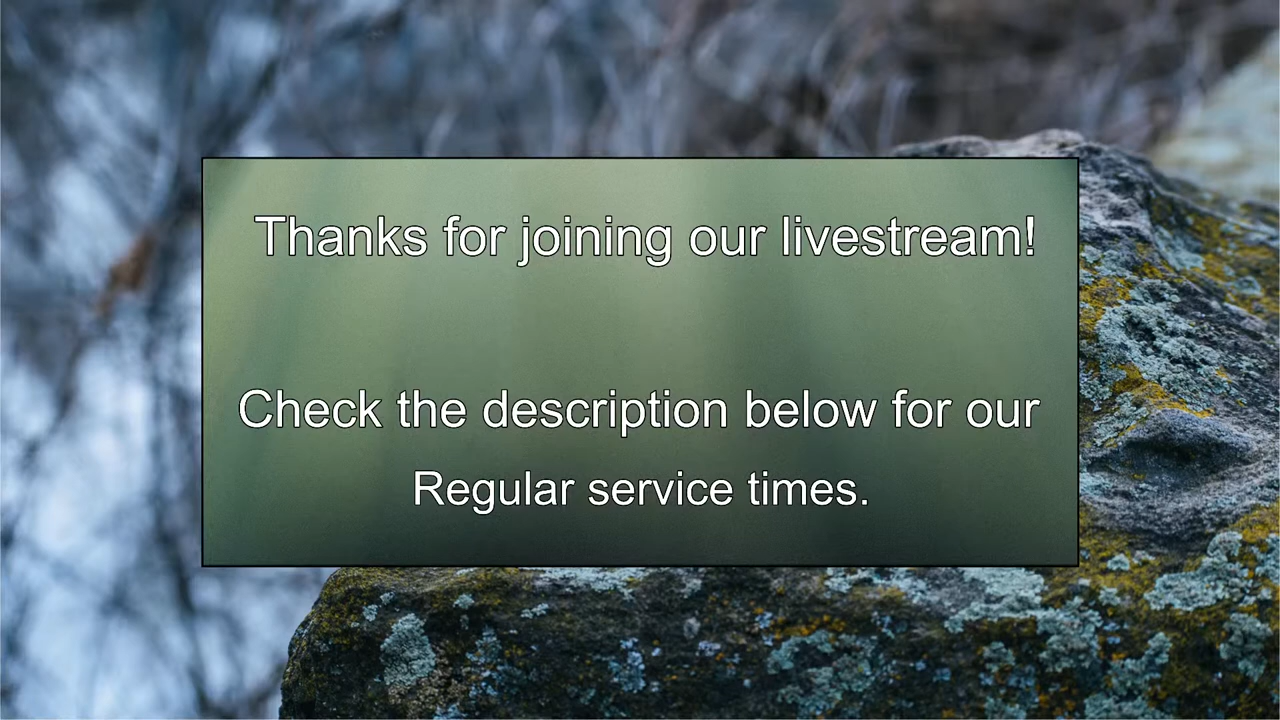 Thanks for joining our livestream!
Check the description below for our
Regular service times.